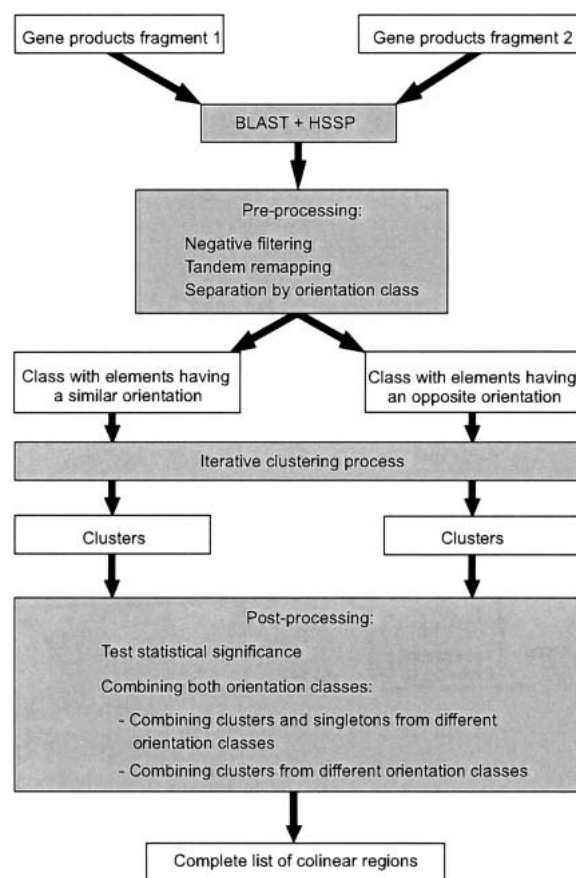 Gene products fragment 1
Gene products fragment 2
BLAST + HSSP
Pre-processing:
Negative filtering
Tandem remapping
Separation by orientation class
Class with elements having
a similar orientation
Class with elements having
an opposite orientation
Iterative clustering process
Clusters
Clusters
Post-processing:
Test statistical significance
Combining both orientation classes:
- Combining clusters and singletons from different
orientation classes
- Combining clusters from different orientation classes
Complete list of colinear regions